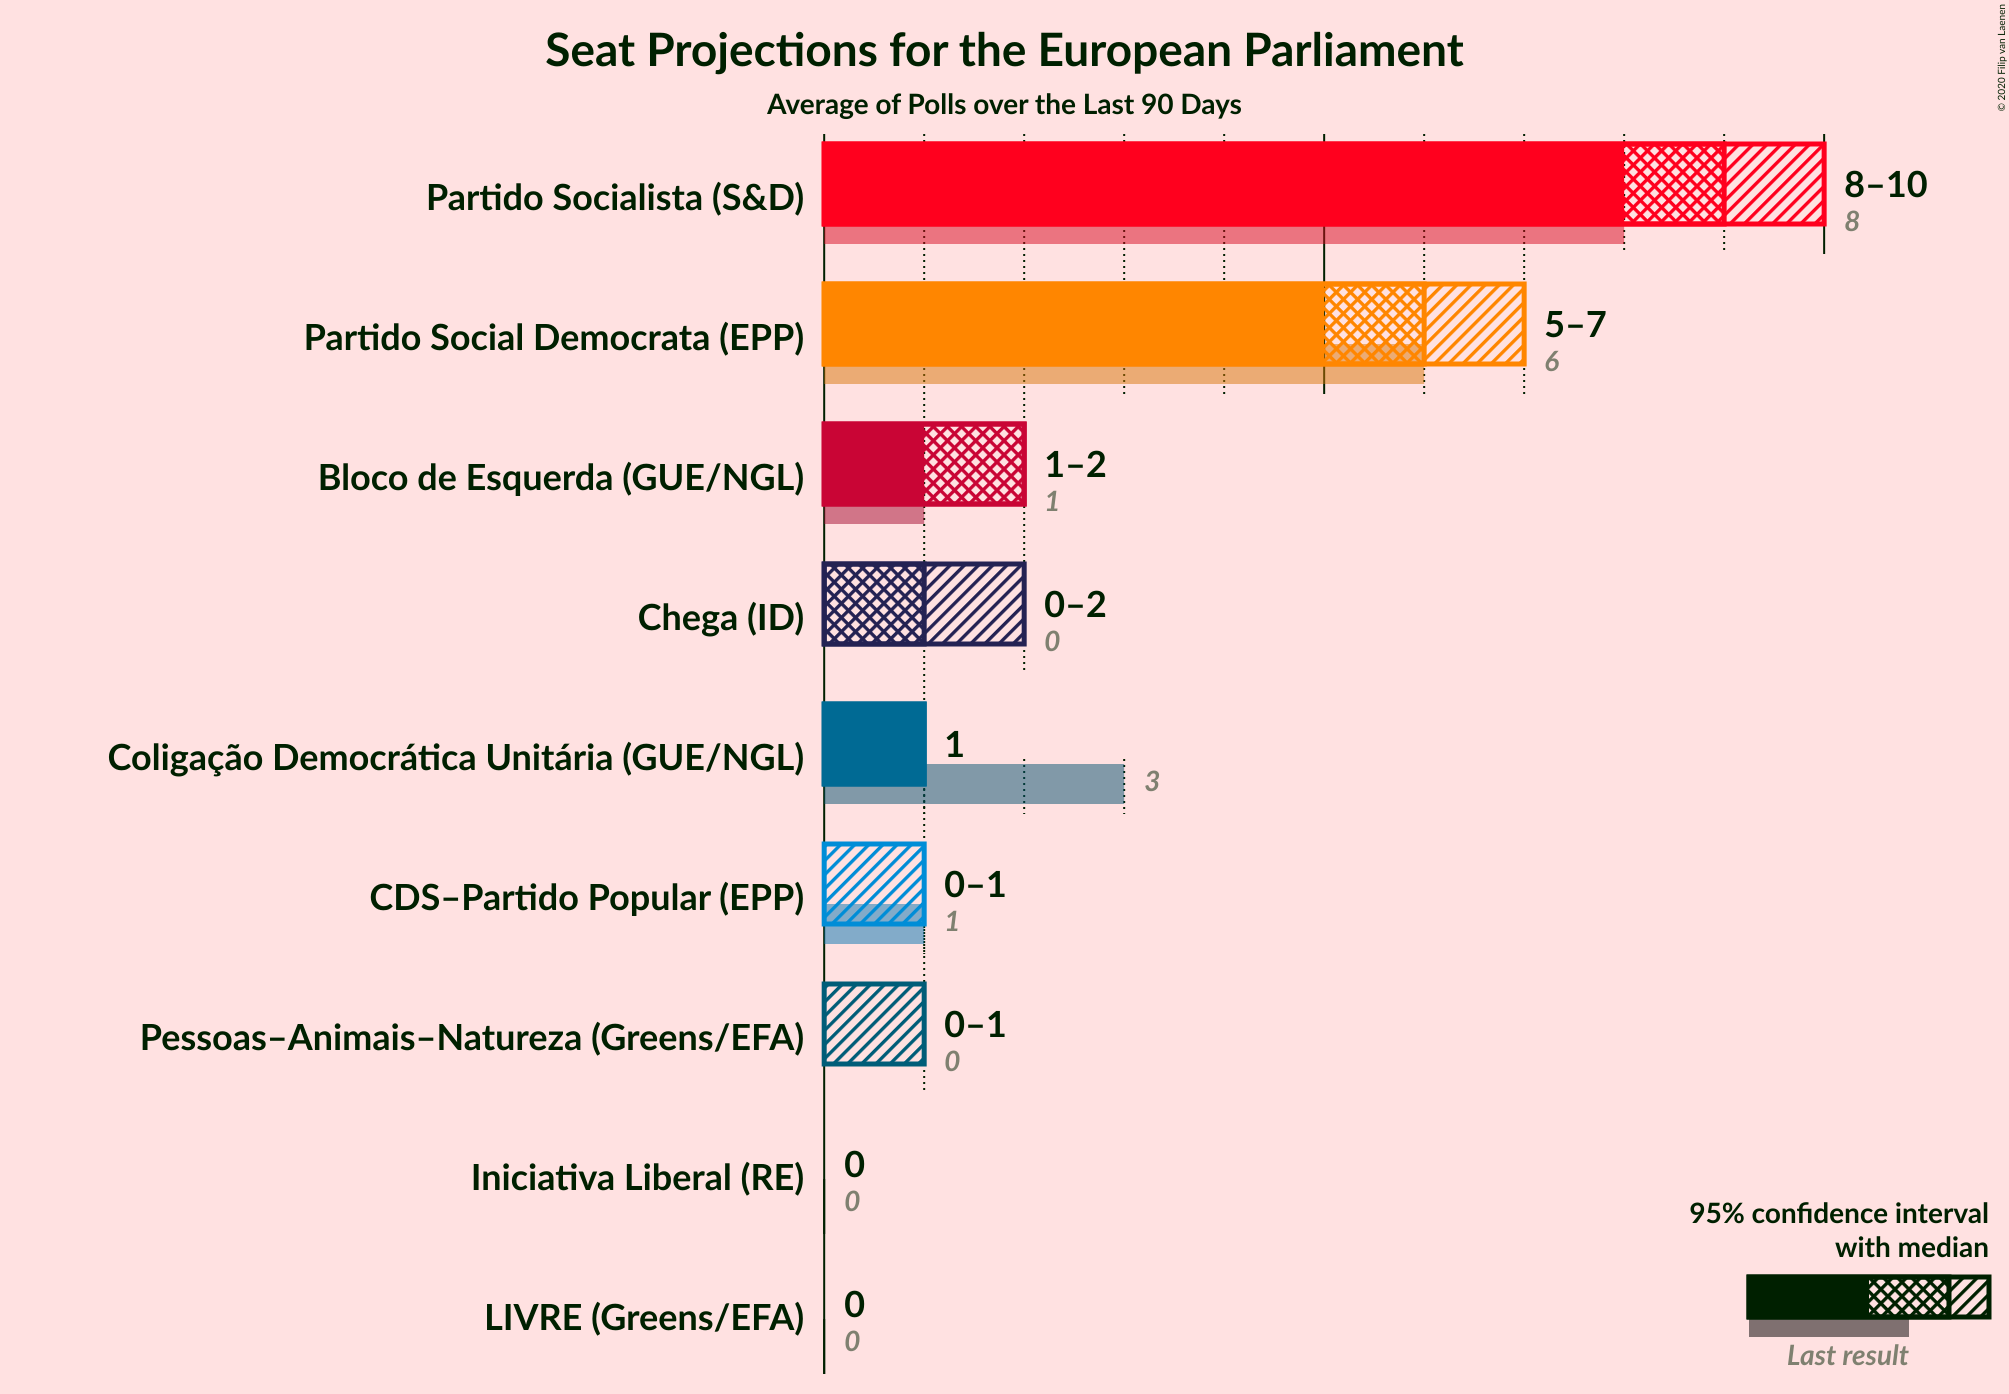 Seat Projections for the European Parliament
Average of Polls over the Last 90 Days
© 2020 Filip van Laenen
Partido Socialista (S&D)
8–10
8
Partido Social Democrata (EPP)
5–7
6
Bloco de Esquerda (GUE/NGL)
1–2
1
Chega (ID)
0–2
0
Coligação Democrática Unitária (GUE/NGL)
1
3
CDS–Partido Popular (EPP)
0–1
1
Pessoas–Animais–Natureza (Greens/EFA)
0–1
0
Iniciativa Liberal (RE)
0
0
LIVRE (Greens/EFA)
0
0
95% confidence interval
with median
Last result